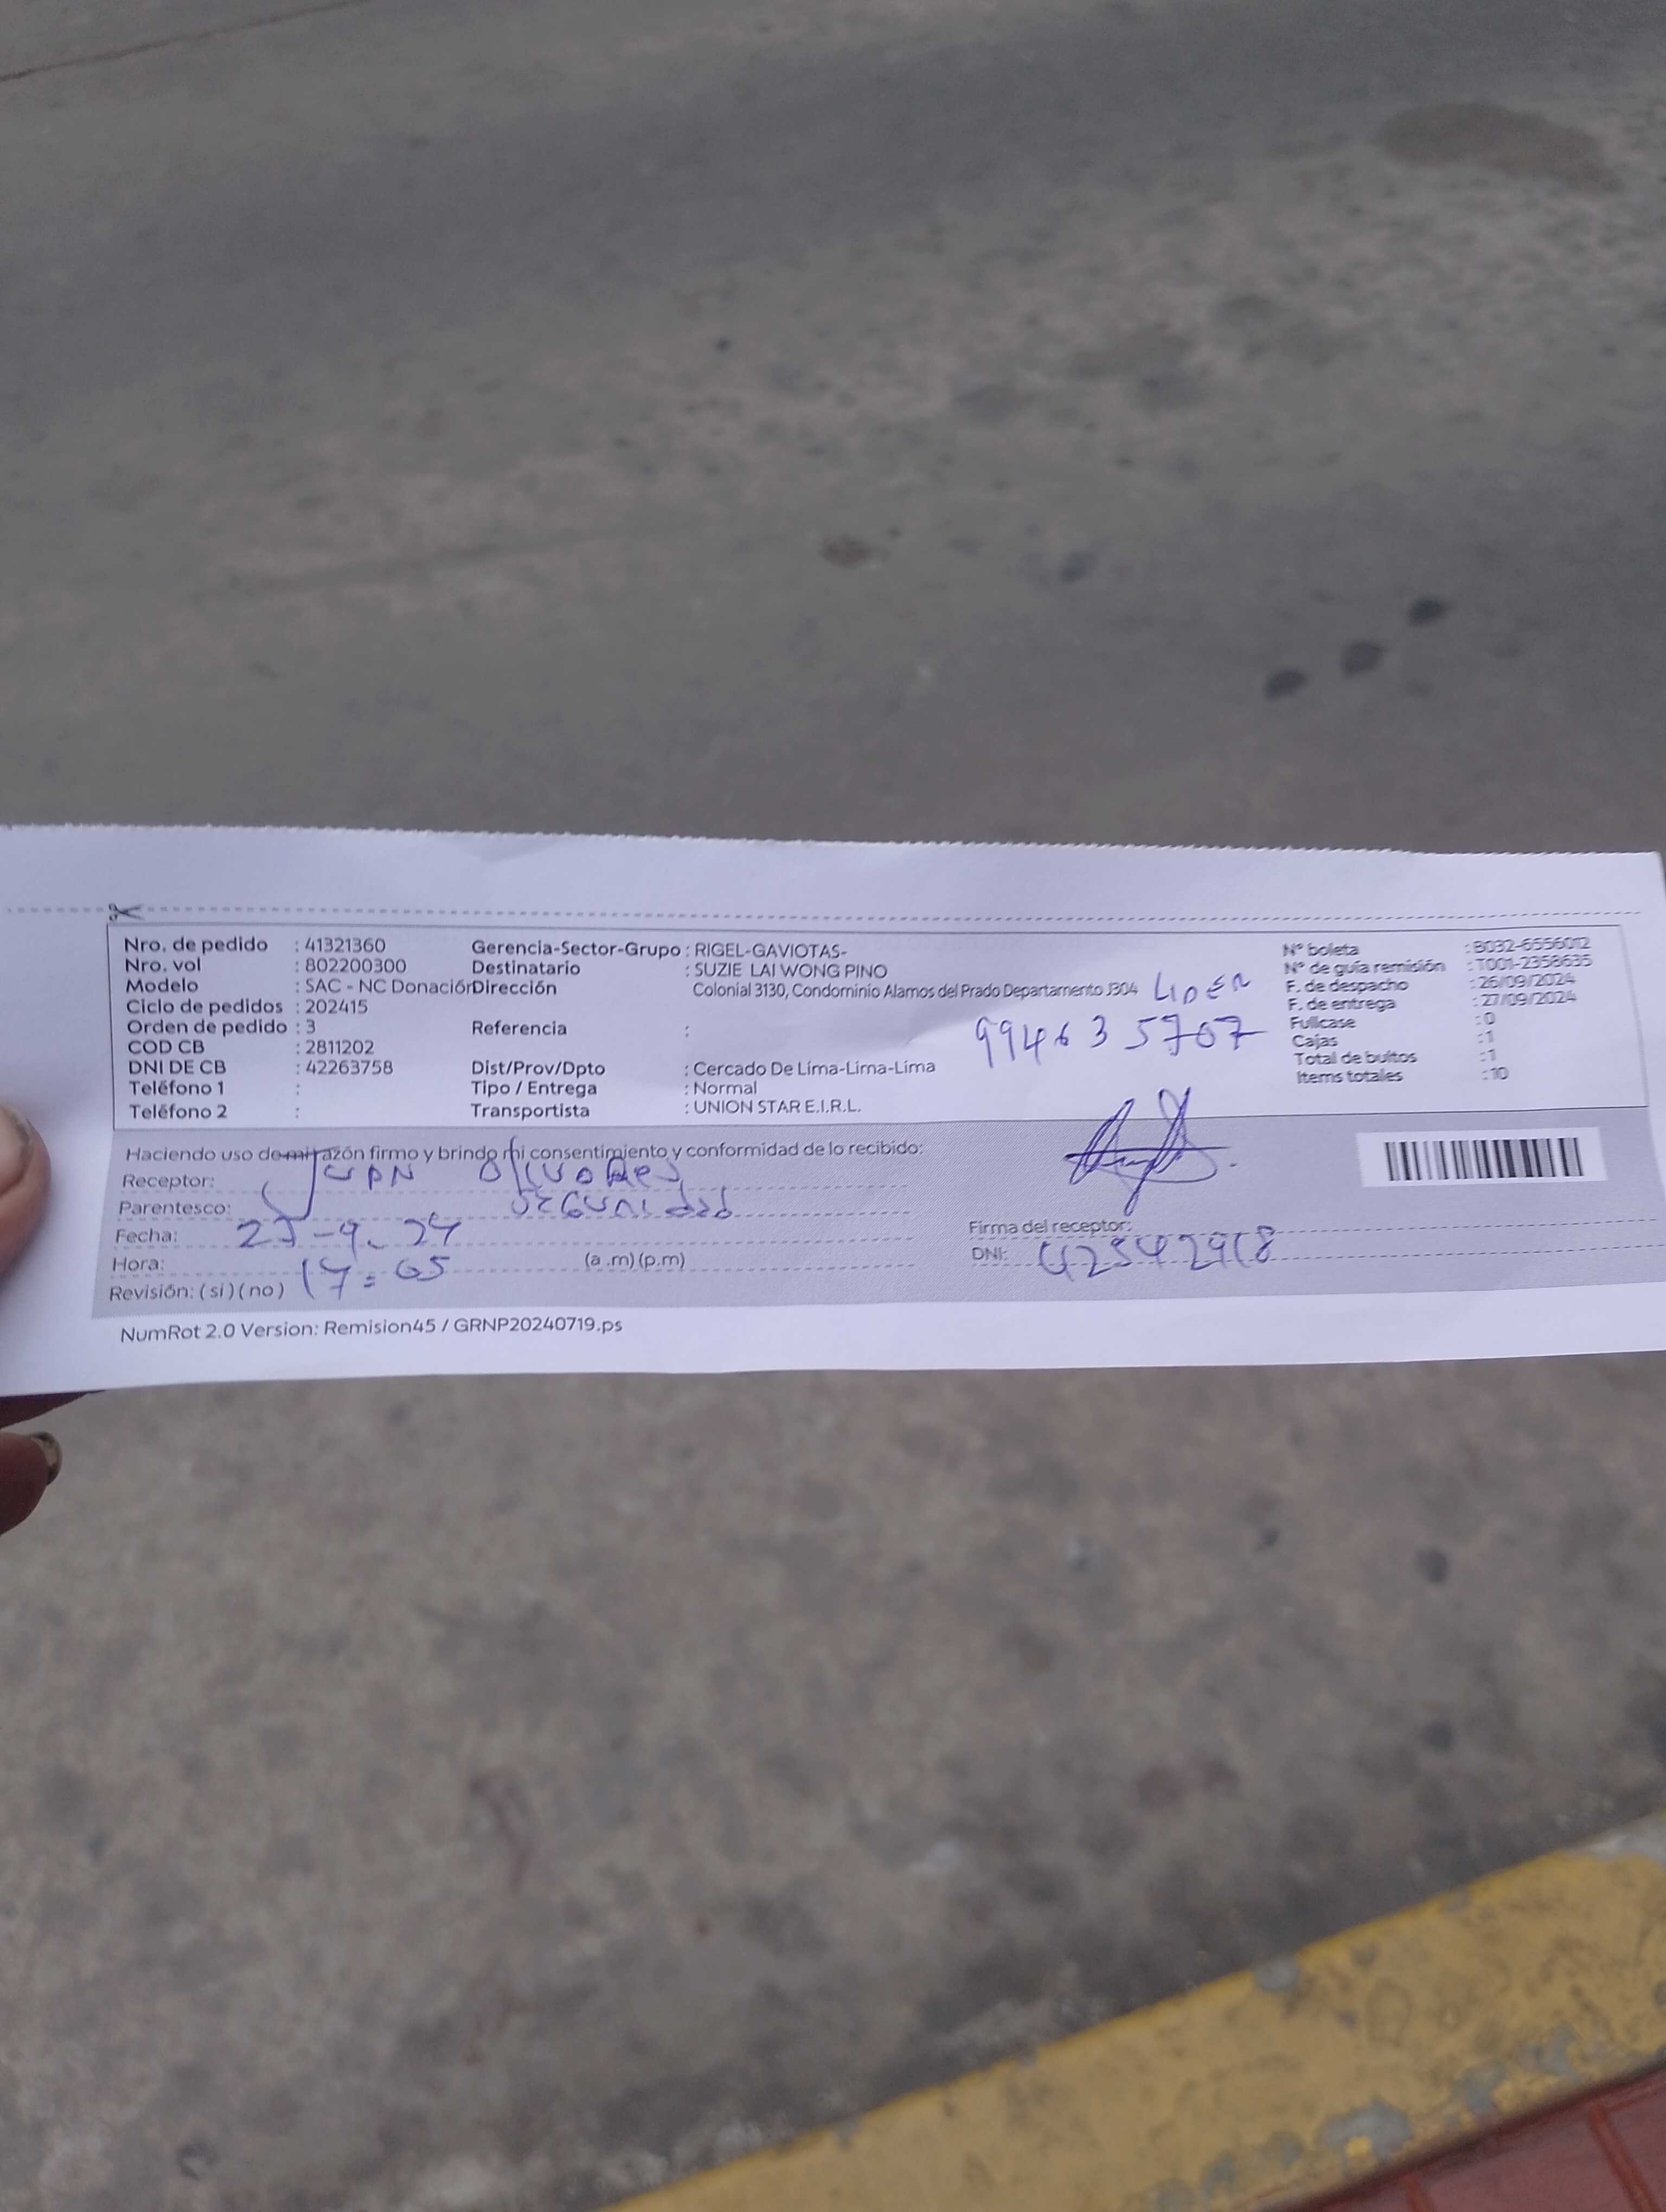 Nro. de pedido : 41321360 Gerencia-Sector-Grupo : RIGEL-GAVIOTAS- N° boleta : B032-6556012
Nro. vol : 802200300 Destinatario : SUZIE LAI WONG PINO N° de guía remisión : T001-2358635
Modelo : SAC - NC Donación Dirección : Colonial 3130, Condominio Alamos del Prado Departamento J304 LIDER F. de despacho : 26/09/2024
Ciclo de pedidos : 202415 F. de entrega : 27/09/2024
Orden de pedido : 3 Referencia : 994635707 Fullcase : 0
COD CB : 2811202 Cajas : 1
DNI DE CB : 42263758 Dist/Prov/Dpto : Cercado De Lima-Lima-Lima Total de bultos : 1
Teléfono 1 : Tipo / Entrega : Normal Items totales : 10
Teléfono 2 : Transportista : UNION STAR E.I.R.L.
Haciendo uso de mi razón firmo y brindo mi consentimiento y conformidad de lo recibido:
Receptor: JUAN
Parentesco: SEGURIDAD
Fecha: 27-9-24 Firma del receptor:
Hora: 17:05 (a .m) (p.m) DNI:
Revisión: ( si ) ( no )
NumRot 2.0 Version: Remision45 / GRNP20240719.ps